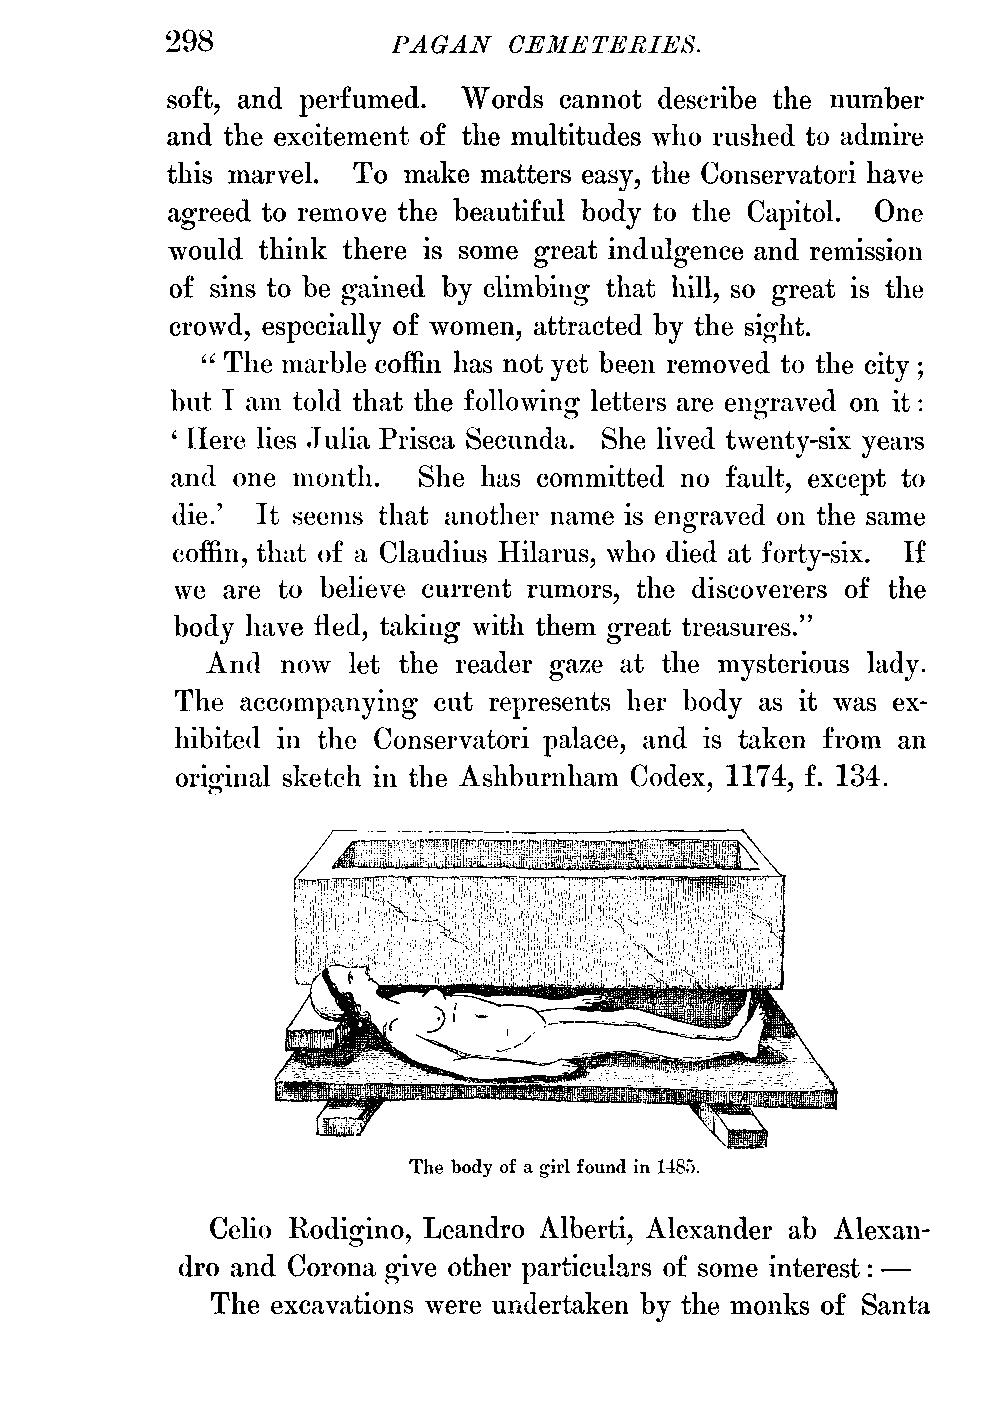 298
PAGAN CEMETERIES.
soft, and perfumed. Words cannot describe the number
and the excitement of the multitudes who rushed to admire
this marvel. To make matters easy, the Conservatori have
agreed to remove the beautiful body to the Capitol. One
would think there is some great indulgence and remission
of sins to be gained by climbing that hill, so great is the
crowd, especially of women, attracted by the sight.
“ The marble coffin has not yet been removed to the city ;
but I am told that the following letters are engraved on it :
‘ Here lies Julia Prisca Secunda. She lived twenty-six years
and one month. She has committed no fault, except to
die.’ It seems that another name is engraved on the same
coffin, that of a Claudius Hilarus, who died at forty-six. If
we are to believe current rumors, the discoverers of the
body have fled, taking with them great treasures.”
And now let the reader gaze at the mysterious lady.
The accompanying cut represents her body as it was ex-
hibited in the Conservatori palace, and is taken from an
original sketch in the Ashburnham Codex, 1174, f. 134.
The body of a girl found in 1485.
Celio Rodigino, Leandro Alberti, Alexander ab Alexan-
dro and Corona give other particulars of some interest : —
The excavations were undertaken by the monks of Santa